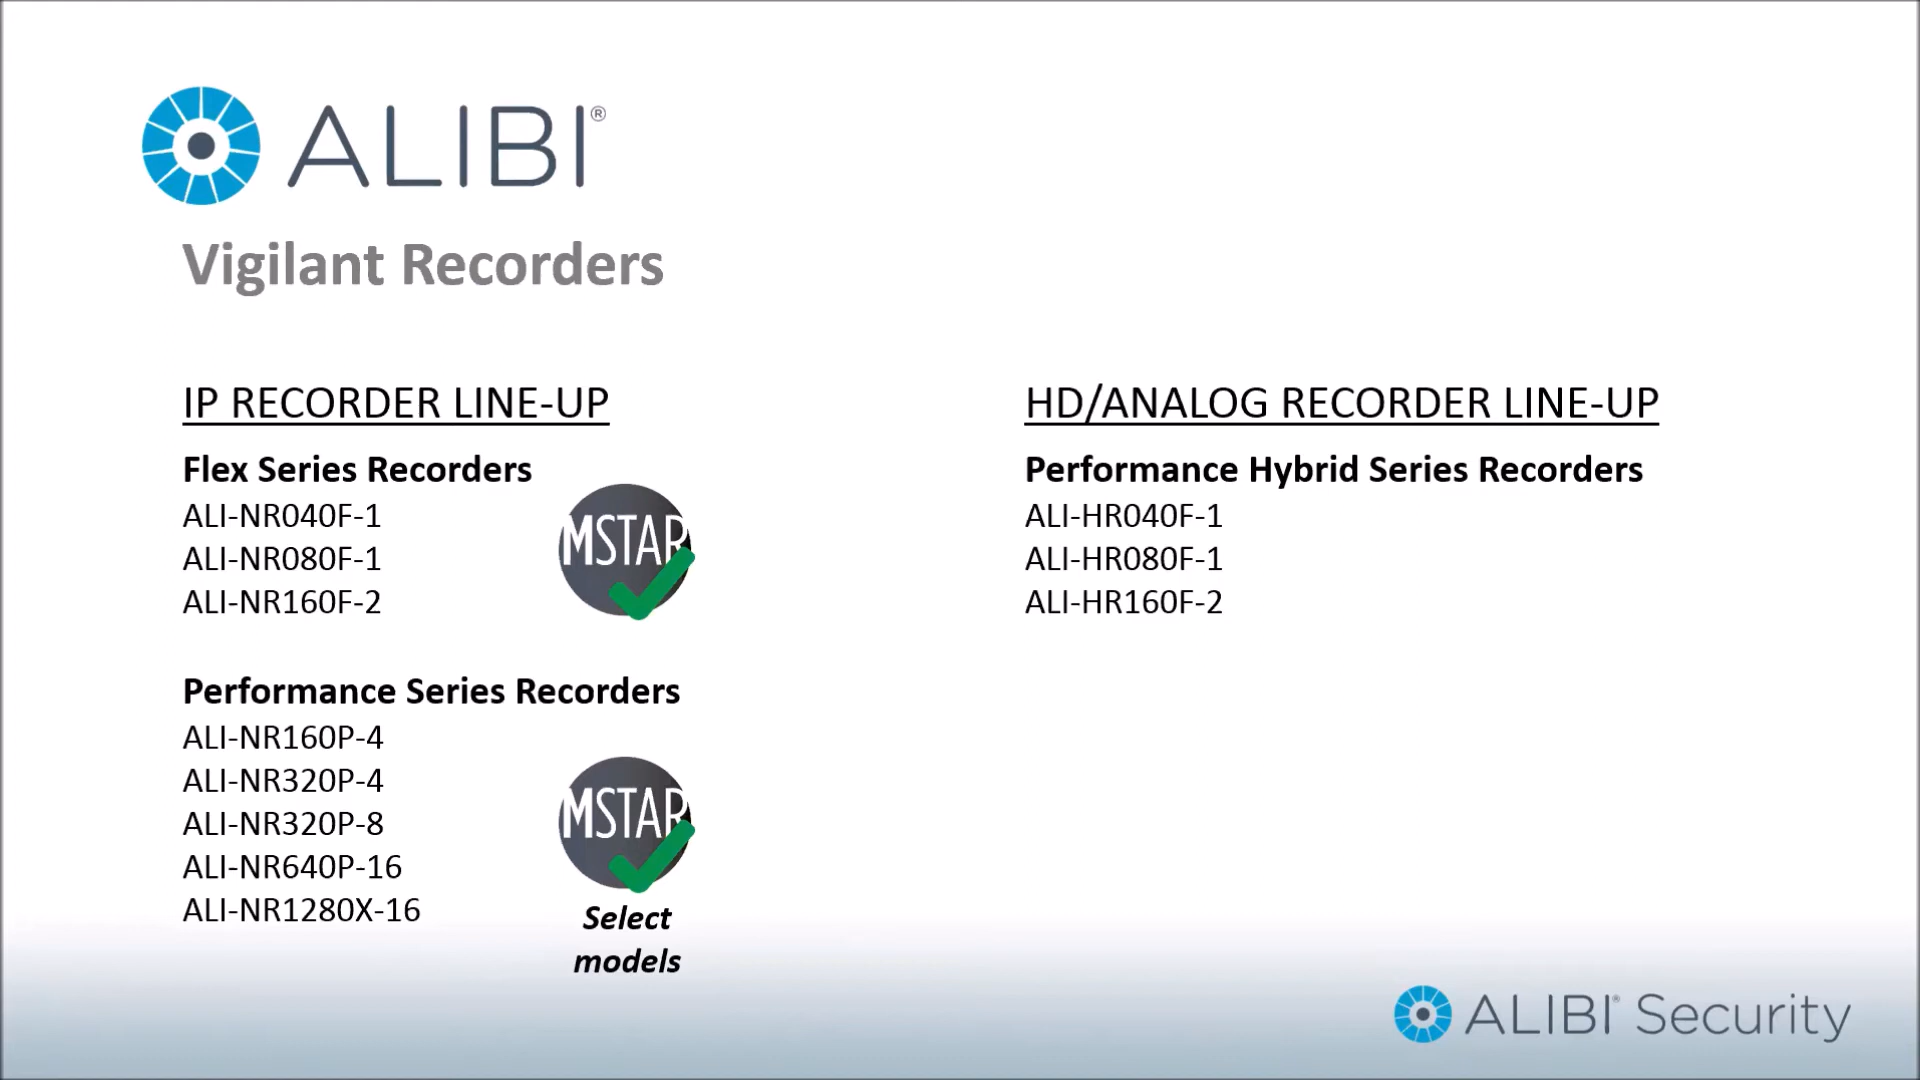 ALIBI®
Vigilant Recorders
IP RECORDER LINE-UP
Flex Series Recorders
ALI-NR040F-1
ALI-NR080F-1
ALI-NR160F-2
MSTAR
Performance Series Recorders
ALI-NR160P-4
ALI-NR320P-4
ALI-NR320P-8
ALI-NR640P-16
ALI-NR1280X-16
MSTAR
Select
models
HD/ANALOG RECORDER LINE-UP
Performance Hybrid Series Recorders
ALI-HR040F-1
ALI-HR080F-1
ALI-HR160F-2
ALIBI® Security